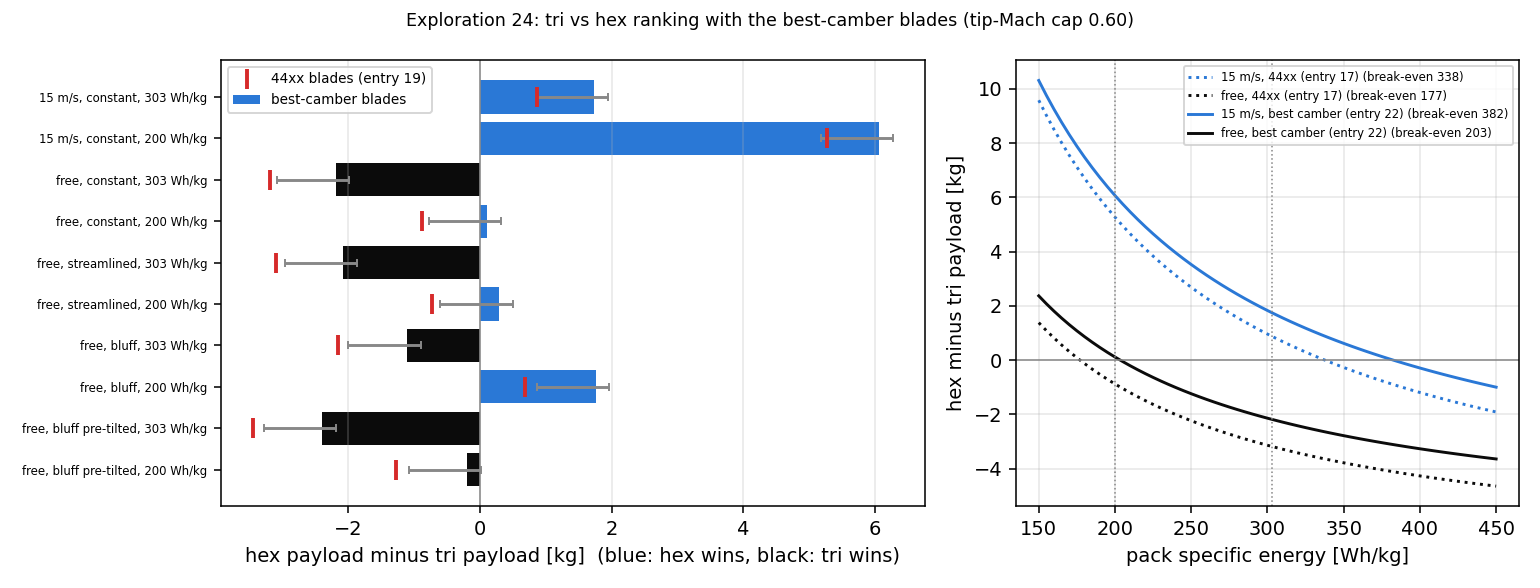 Exploration 24: tri vs hex ranking with the best-camber blades (tip-Mach cap 0.60)
44xx blades (entry 19)
best-camber blades
15 m/s, constant, 303 Wh/kg
15 m/s, constant, 200 Wh/kg
free, constant, 303 Wh/kg
free, constant, 200 Wh/kg
free, streamlined, 303 Wh/kg
free, streamlined, 200 Wh/kg
free, bluff, 303 Wh/kg
free, bluff, 200 Wh/kg
free, bluff pre-tilted, 303 Wh/kg
free, bluff pre-tilted, 200 Wh/kg
−2 0 2 4 6
hex payload minus tri payload [kg]  (blue: hex wins, black: tri wins)
15 m/s, 44xx (entry 17) (break-even 338)
free, 44xx (entry 17) (break-even 177)
15 m/s, best camber (entry 22) (break-even 382)
free, best camber (entry 22) (break-even 203)
hex minus tri payload [kg]
10
8
6
4
2
0
−2
−4
150 200 250 300 350 400 450
pack specific energy [Wh/kg]